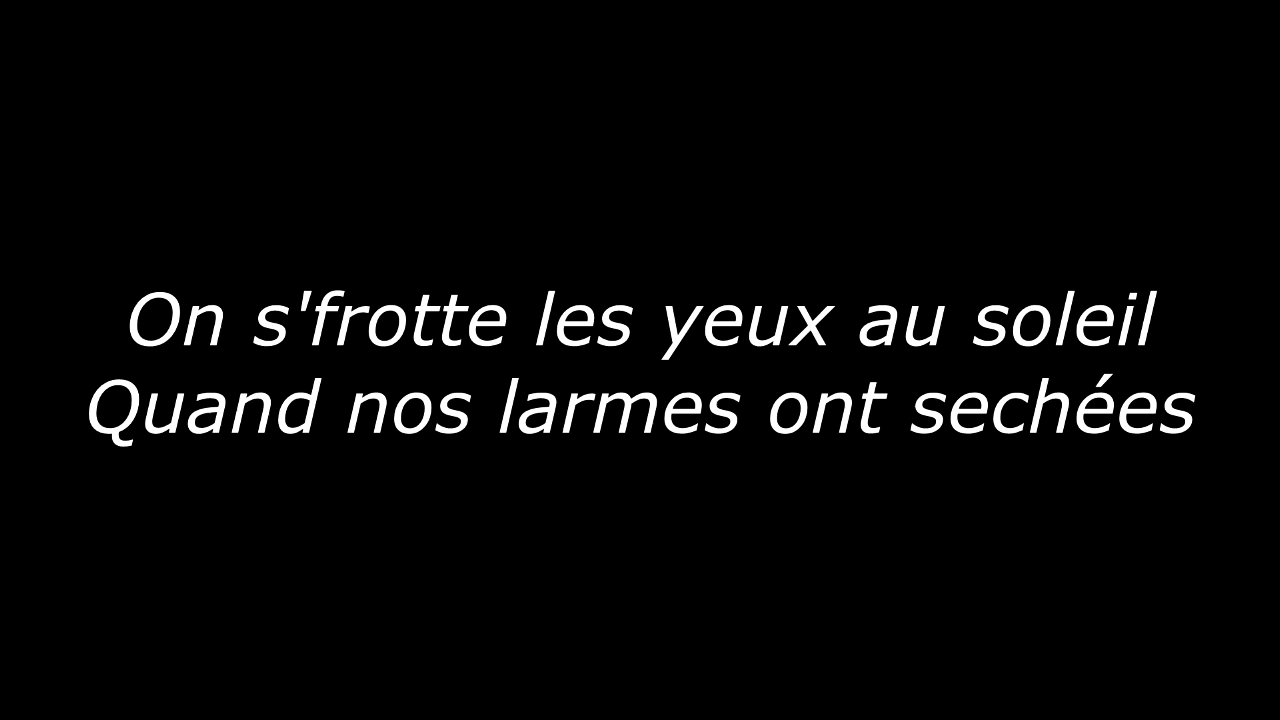 On s'frotte les yeux au soleil
Quand nos larmes ont sechées